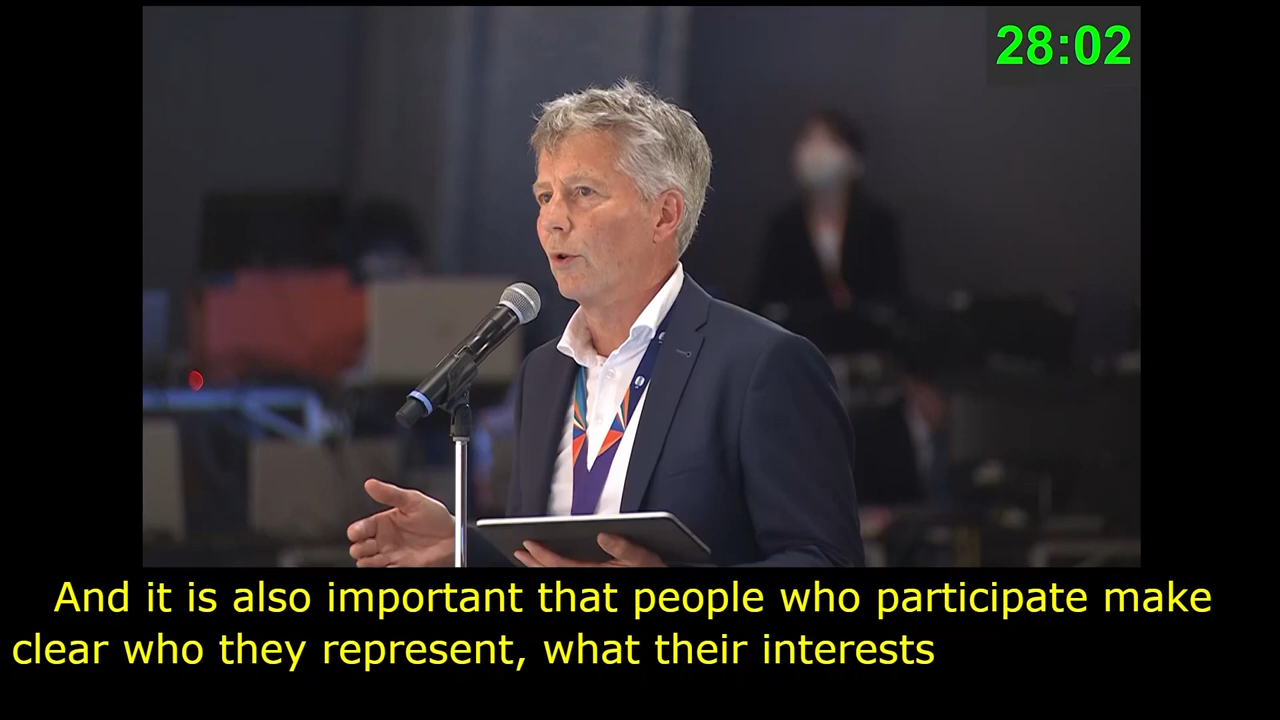 28:02
And it is also important that people who participate make
clear who they represent, what their interests